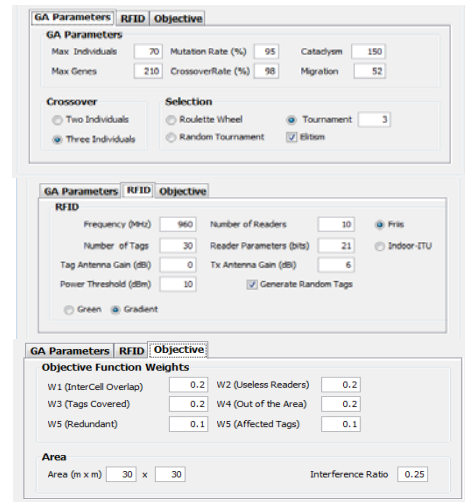 GA Parameters RFID Objective
GA Parameters
Max Individuals 70 Mutation Rate (%) 95 Cataclysm 150
Max Genes 210 CrossoverRate (%) 98 Migration 52
Crossover Selection
Two Individuals Roulette Wheel Tournament 3
Three Individuals Random Tournament Elitism
GA Parameters RFID Objective
RFID
Frequency (MHz) 960 Number of Readers 10 Friis
Number of Tags 30 Reader Parameters (bits) 21 Indoor-ITU
Tag Antenna Gain (dBi) 0 Tx Antenna Gain (dBi) 6
Power Threshold (dBm) 10 Generate Random Tags
Green Gradient
GA Parameters RFID Objective
Objective Function Weights
W1 (InterCell Overlap) 0.2 W2 (Useless Readers) 0.2
W3 (Tags Covered) 0.2 W4 (Out of the Area) 0.2
W5 (Redundant) 0.1 W5 (Affected Tags) 0.1
Area
Area (m x m) 30 x 30 Interference Ratio 0.25